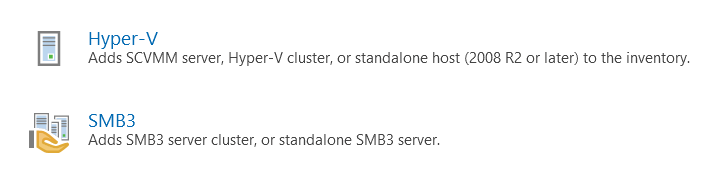 Hyper-V
Adds SCVMM server, Hyper-V cluster, or standalone host (2008 R2 or later) to the inventory.
SMB3
Adds SMB3 server cluster, or standalone SMB3 server.